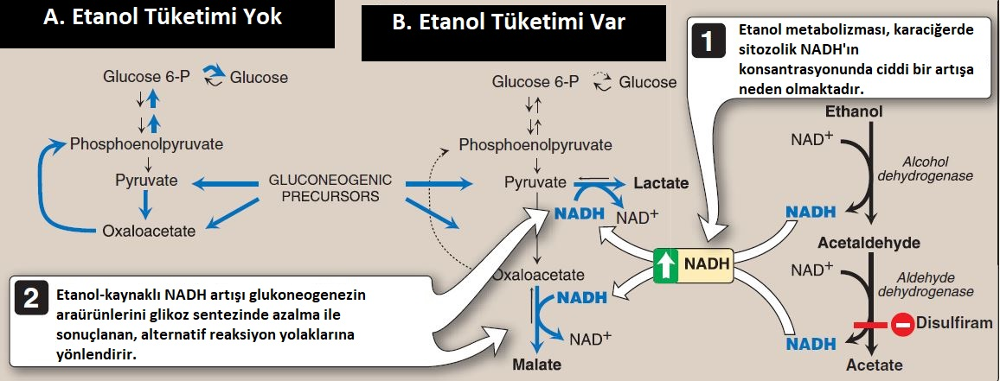 A. Etanol Tüketimi Yok
Glucose 6-P
Glucose
Phosphoenolpyruvate
Pyruvate
Oxaloacetate
GLUCONEOGENIC
PRECURSORS
B. Etanol Tüketimi Var
Glucose 6-P
Glucose
Phosphoenolpyruvate
Pyruvate
Lactate
NADH
NAD+
Oxaloacetate
NADH
NAD+
Malate
1
Etanol metabolizması, karaciğerde
sitozolik NADH'ın
konsantrasyonunda ciddi bir artışa
neden olmaktadır.
Ethanol
NAD+
Alcohol
dehydrogenase
NADH
Acetaldehyde
NADH
NAD+
Aldehyde
dehydrogenase
Disulfiram
NADH
Acetate
2
Etanol-kaynaklı NADH artışı glukoneogenezin
araürünlerini glikoz sentezinde azalma ile
sonuçlanan, alternatif reaksiyon yolaklarına
yönlendirir.